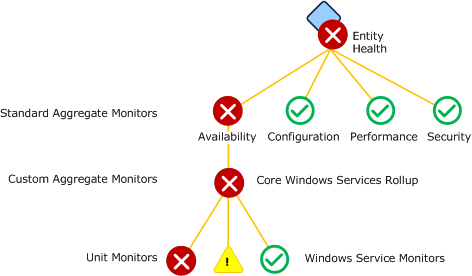 Entity
Health
Standard Aggregate Monitors
Availability Configuration Performance Security
Custom Aggregate Monitors
Core Windows Services Rollup
Unit Monitors
!
Windows Service Monitors